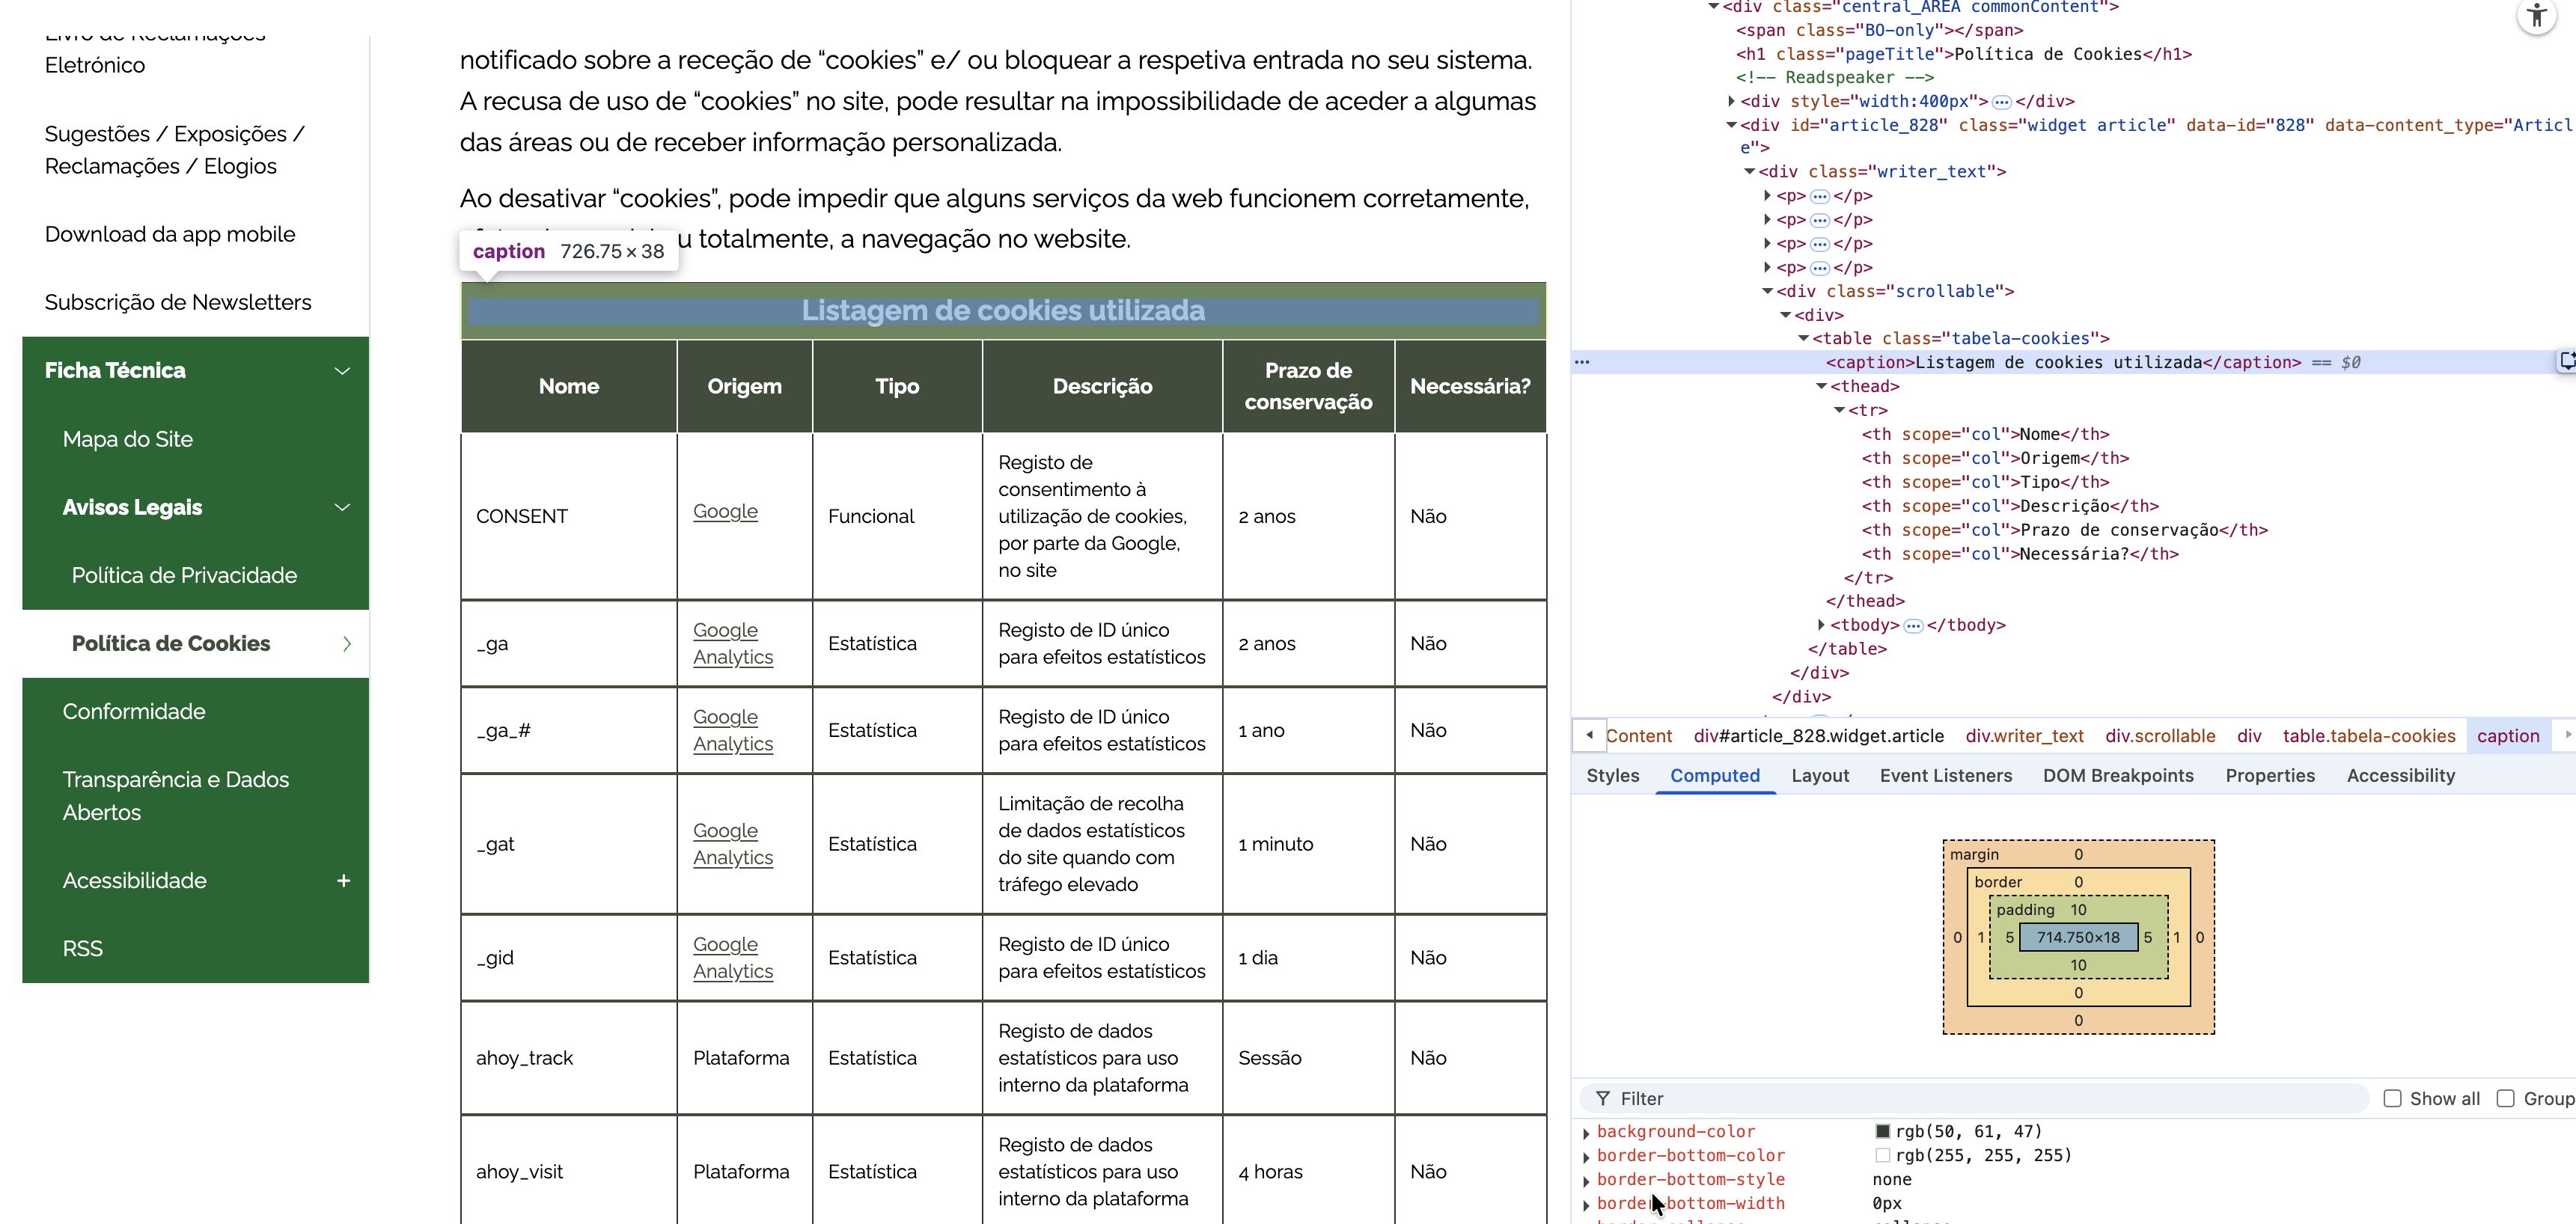 Livro de Reclamações
Eletrónico
Sugestões / Exposições /
Reclamações / Elogios
Download da app mobile
Subscrição de Newsletters
Ficha Técnica
Mapa do Site
Avisos Legais
Política de Privacidade
Política de Cookies
Conformidade
Transparência e Dados
Abertos
Acessibilidade +
RSS
notificado sobre a receção de “cookies” e/ ou bloquear a respetiva entrada no seu sistema.
A recusa de uso de “cookies” no site, pode resultar na impossibilidade de aceder a algumas
das áreas ou de receber informação personalizada.
Ao desativar “cookies”, pode impedir que alguns serviços da web funcionem corretamente,
u totalmente, a navegação no website.
caption 726.75 × 38
Listagem de cookies utilizada
Nome Origem Tipo Descrição Prazo de conservação Necessária?
CONSENT Google Funcional Registo de consentimento à utilização de cookies, por parte da Google, no site 2 anos Não
_ga Google Analytics Estatística Registo de ID único para efeitos estatísticos 2 anos Não
_ga_# Google Analytics Estatística Registo de ID único para efeitos estatísticos 1 ano Não
_gat Google Analytics Estatística Limitação de recolha de dados estatísticos do site quando com tráfego elevado 1 minuto Não
_gid Google Analytics Estatística Registo de ID único para efeitos estatísticos 1 dia Não
ahoy_track Plataforma Estatística Registo de dados estatísticos para uso interno da plataforma Sessão Não
ahoy_visit Plataforma Estatística Registo de dados estatísticos para uso interno da plataforma 4 horas Não
<div class="central_AREA commonContent">
<span class="BO-only"></span>
<h1 class="pageTitle">Política de Cookies</h1>
<!-- Readspeaker -->
<div style="width:400px"> ··· </div>
<div id="article_828" class="widget article" data-id="828" data-content_type="Articl
e">
<div class="writer_text">
<p> ··· </p>
<p> ··· </p>
<p> ··· </p>
<p> ··· </p>
<div class="scrollable">
<div>
<table class="tabela-cookies">
··· <caption>Listagem de cookies utilizada</caption> == $0
<thead>
<tr>
<th scope="col">Nome</th>
<th scope="col">Origem</th>
<th scope="col">Tipo</th>
<th scope="col">Descrição</th>
<th scope="col">Prazo de conservação</th>
<th scope="col">Necessária?</th>
</tr>
</thead>
<tbody> ··· </tbody>
</table>
</div>
</div>
Content div#article_828.widget.article div.writer_text div.scrollable div table.tabela-cookies caption
Styles Computed Layout Event Listeners DOM Breakpoints Properties Accessibility
margin 0
border 0
padding 10
0 1 5 714.750×18 5 1 0
10
0
0
Filter Show all Group
background-color rgb(50, 61, 47)
border-bottom-color rgb(255, 255, 255)
border-bottom-style none
border-bottom-width 0px